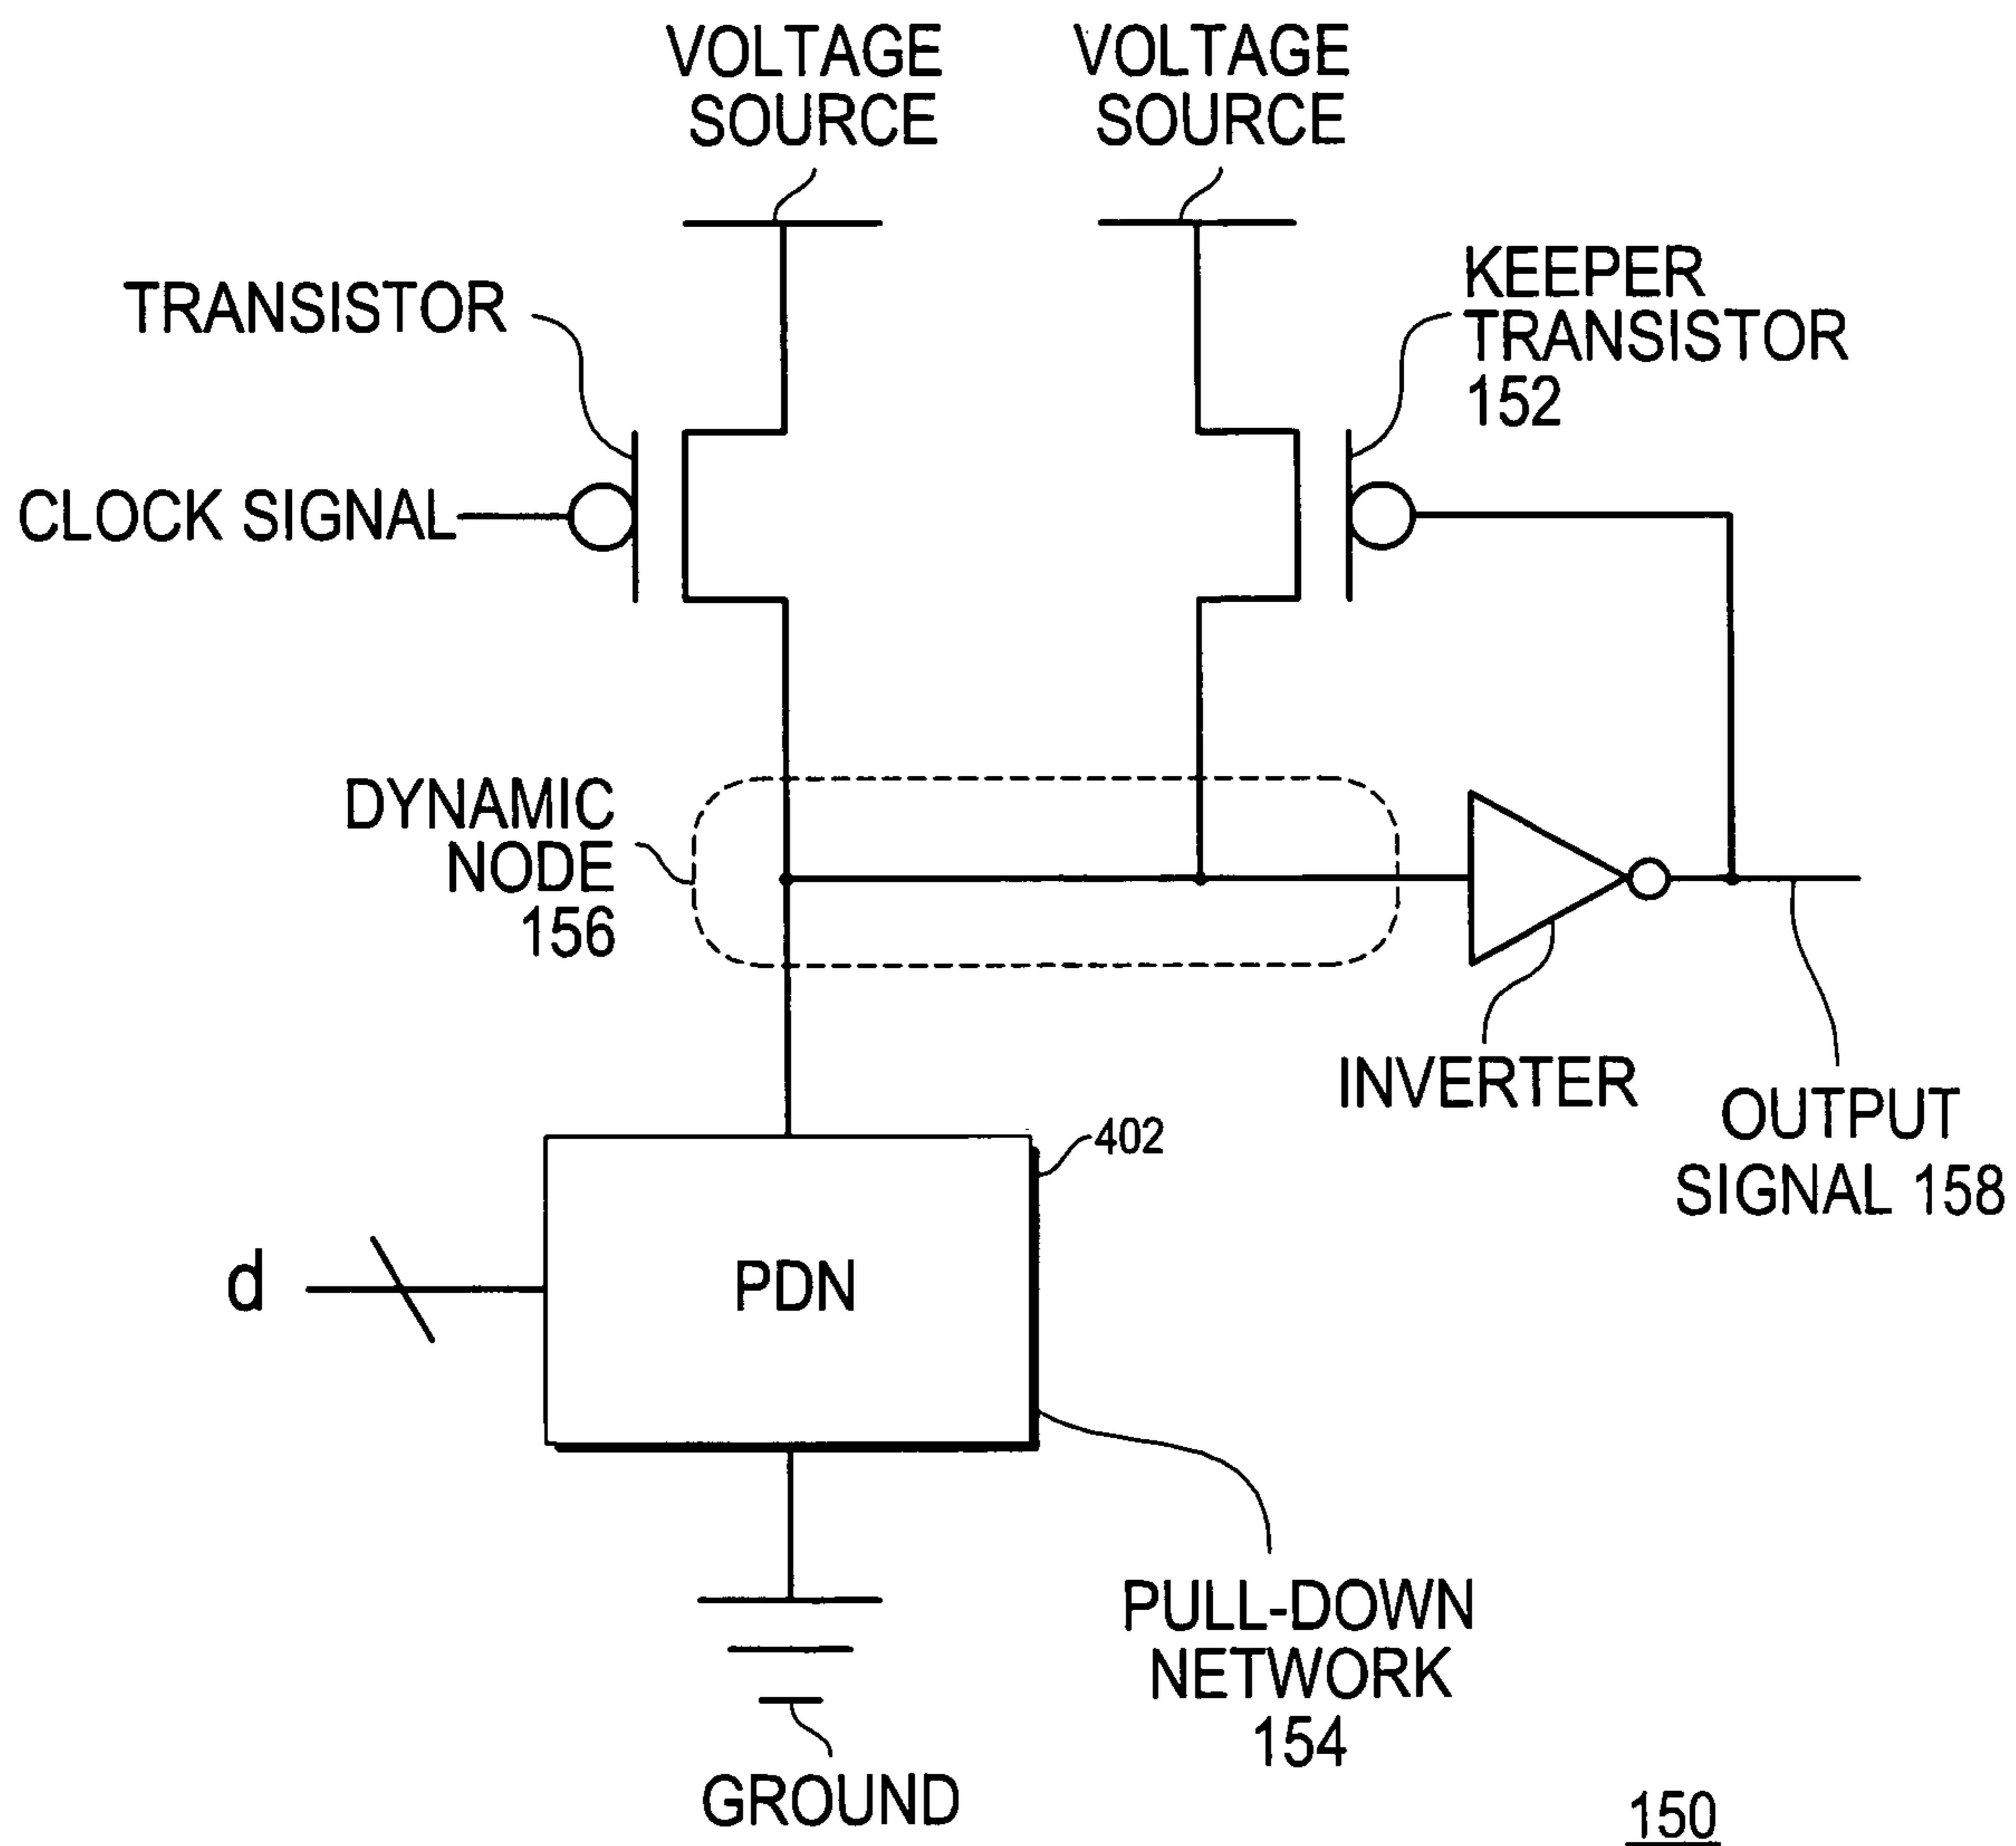 VOLTAGE
SOURCE
VOLTAGE
SOURCE
TRANSISTOR
KEEPER
TRANSISTOR
152
CLOCK SIGNAL
DYNAMIC
NODE
156
INVERTER
OUTPUT
SIGNAL 158
402
d
PDN
PULL-DOWN
NETWORK
154
GROUND
150